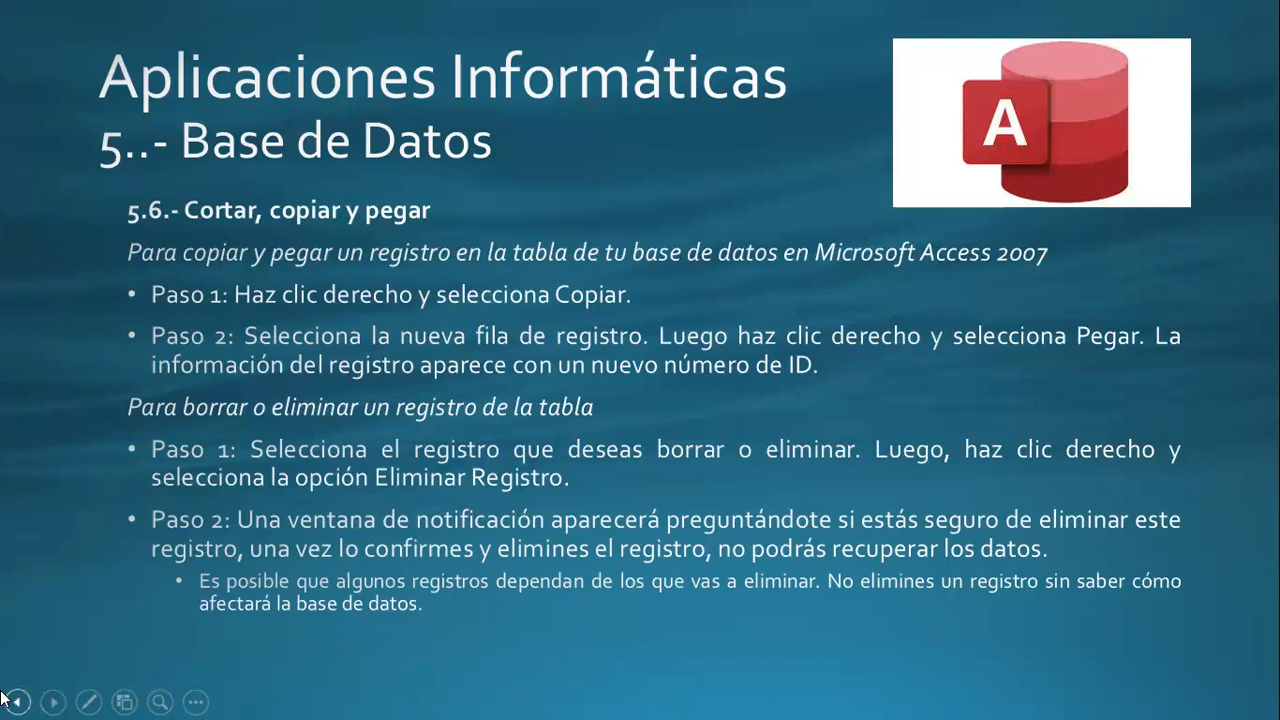 Aplicaciones Informáticas
5..- Base de Datos
A
5.6.- Cortar, copiar y pegar
Para copiar y pegar un registro en la tabla de tu base de datos en Microsoft Access 2007
• Paso 1: Haz clic derecho y selecciona Copiar.
• Paso 2: Selecciona la nueva fila de registro. Luego haz clic derecho y selecciona Pegar. La
información del registro aparece con un nuevo número de ID.
Para borrar o eliminar un registro de la tabla
• Paso 1: Selecciona el registro que deseas borrar o eliminar. Luego, haz clic derecho y
selecciona la opción Eliminar Registro.
• Paso 2: Una ventana de notificación aparecerá preguntándote si estás seguro de eliminar este
registro, una vez lo confirmes y elimines el registro, no podrás recuperar los datos.
• Es posible que algunos registros dependan de los que vas a eliminar. No elimines un registro sin saber cómo
afectará la base de datos.